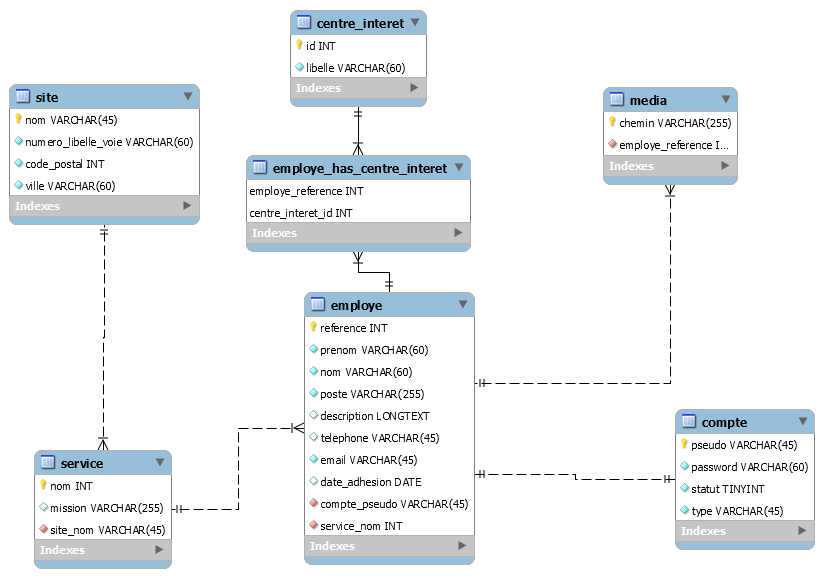 centre_interet
id INT
libelle VARCHAR(60)
Indexes
site
nom VARCHAR(45)
numero_libelle_voie VARCHAR(60)
code_postal INT
ville VARCHAR(60)
Indexes
media
chemin VARCHAR(255)
employe_reference I...
Indexes
employe_has_centre_interet
employe_reference INT
centre_interet_id INT
Indexes
employe
reference INT
prenom VARCHAR(60)
nom VARCHAR(60)
poste VARCHAR(255)
description LONGTEXT
telephone VARCHAR(45)
email VARCHAR(45)
date_adhesion DATE
compte_pseudo VARCHAR(45)
service_nom INT
Indexes
service
nom INT
mission VARCHAR(255)
site_nom VARCHAR(45)
Indexes
compte
pseudo VARCHAR(45)
password VARCHAR(60)
statut TINYINT
type VARCHAR(45)
Indexes